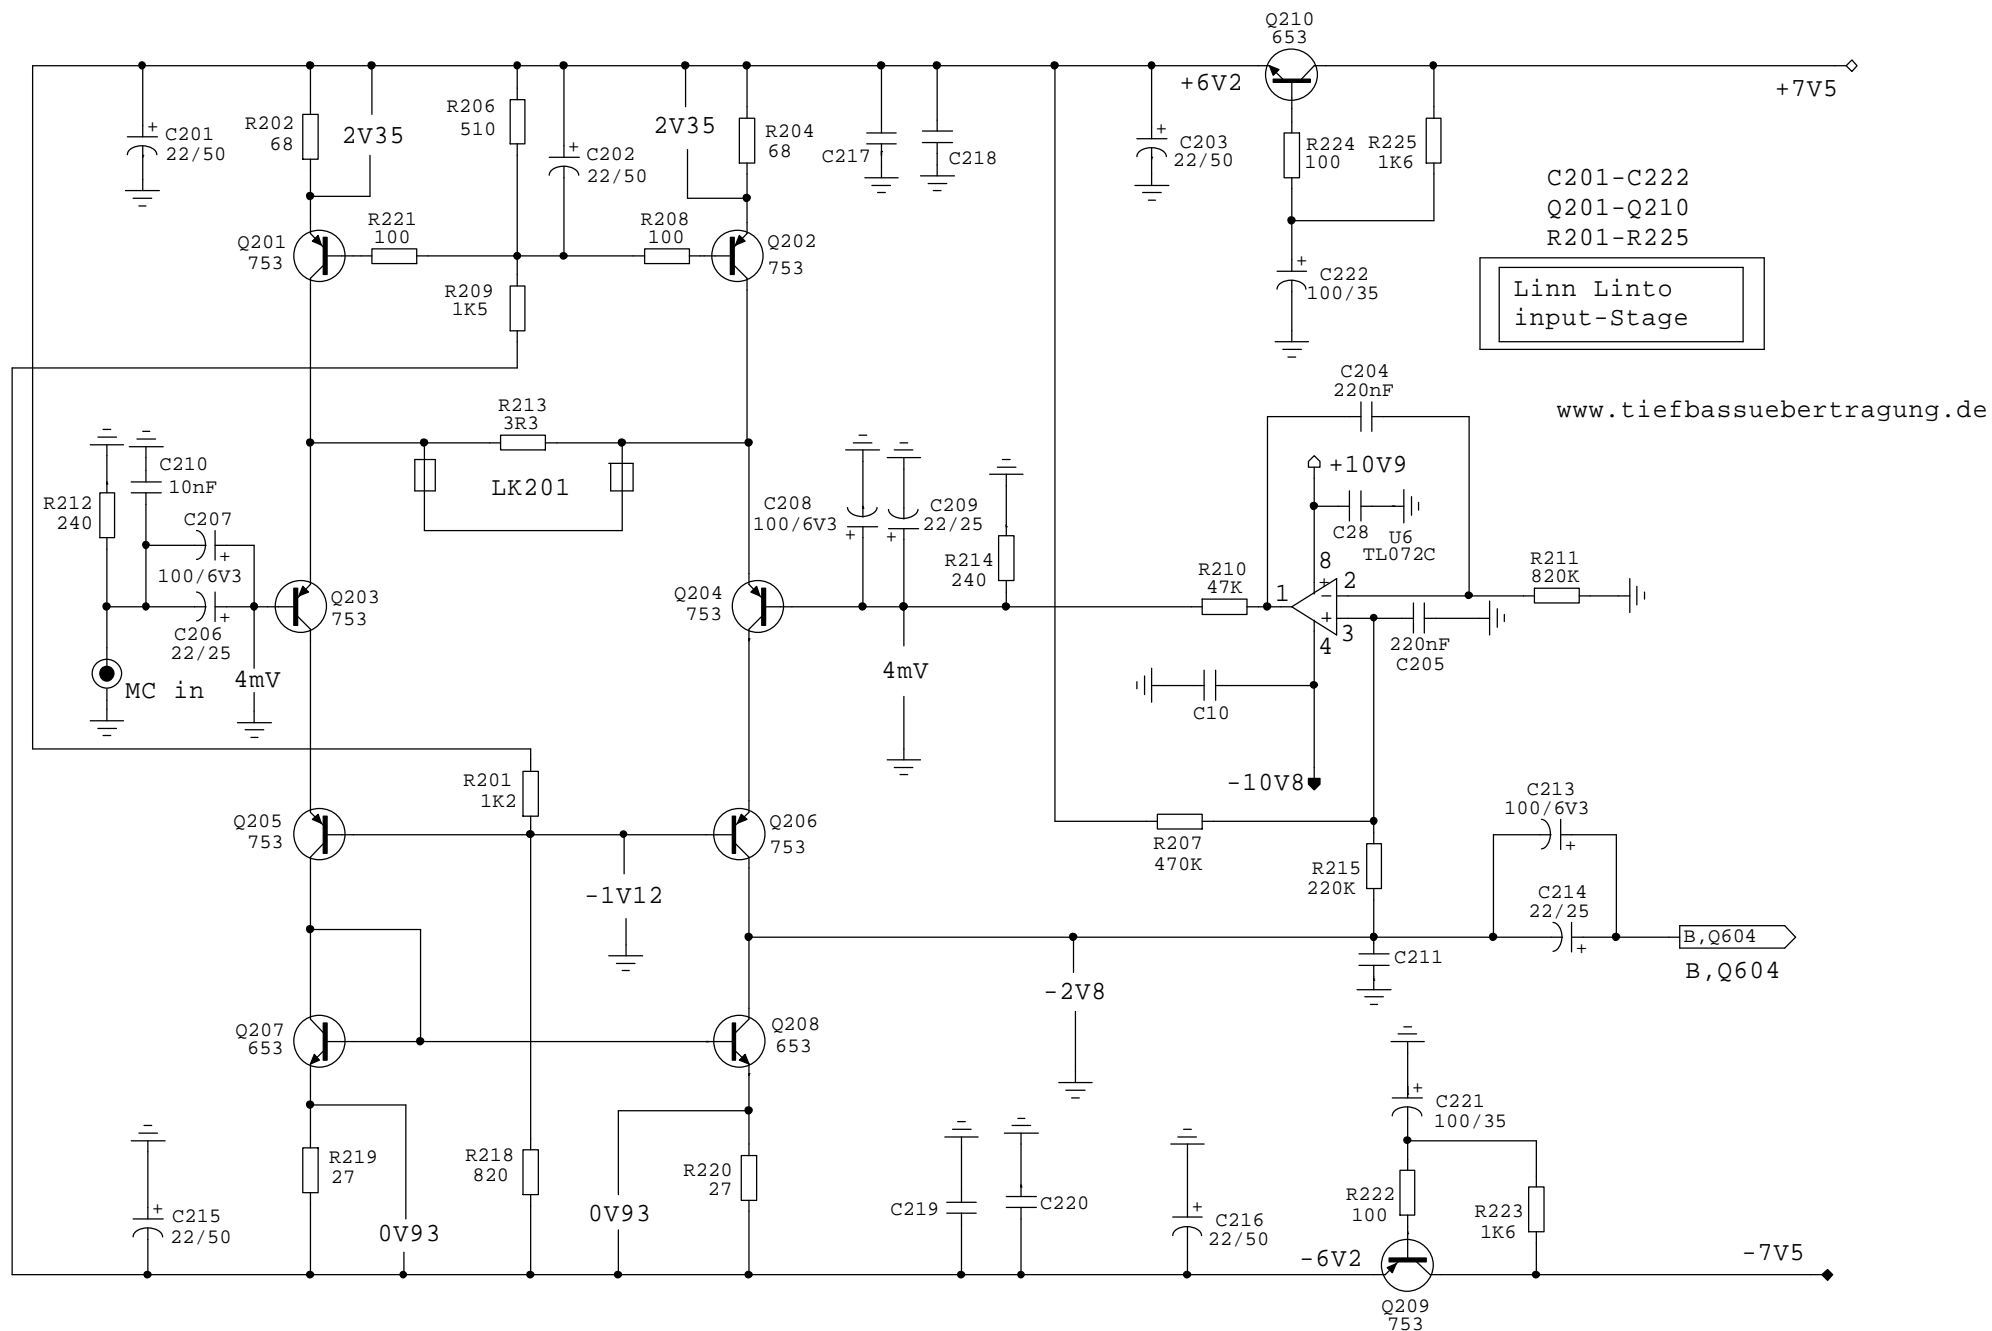 Q210
653
+6V2
+7V5
C201
22/50
R202
68
2V35
R206
510
C202
22/50
2V35
R204
68
C217
C218
C203
22/50
R224
100
R225
1K6
C201-C222
Q201-Q210
R201-R225
Q201
753
R221
100
R208
100
Q202
753
C222
100/35
R209
1K5
Linn Linto
input-Stage
C204
220nF
www.tiefbassuebertragung.de
R213
3R3
LK201
C210
10nF
R212
240
C207
100/6V3
C206
22/25
MC in
4mV
Q203
753
Q204
753
C208
100/6V3
C209
22/25
R214
240
4mV
R210
47K
+10V9
C28
U6
TL072C
8
1
2
3
4
R211
820K
220nF
C205
C10
-10V8
R201
1K2
Q205
753
Q206
753
-1V12
R207
470K
R215
220K
C213
100/6V3
C214
22/25
B,Q604
B,Q604
C211
-2V8
Q207
653
Q208
653
C221
100/35
R219
27
R218
820
R220
27
0V93
0V93
C215
22/50
C219
C220
C216
22/50
R222
100
R223
1K6
-6V2
-7V5
Q209
753